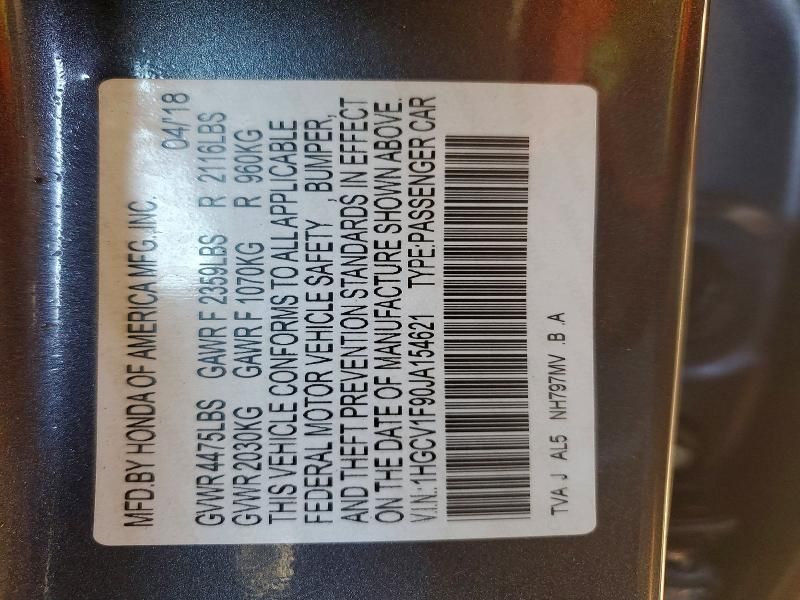 MFD.BY HONDA OF AMERICA MFG.,INC. 04/18
GVWR 4475LBS GAWR F 2359LBS R 2116LBS
GVWR 2030KG GAWR F 1070KG R 960KG
THIS VEHICLE CONFORMS TO ALL APPLICABLE
FEDERAL MOTOR VEHICLE SAFETY , BUMPER,
AND THEFT PREVENTION STANDARDS IN EFFECT
ON THE DATE OF MANUFACTURE SHOWN ABOVE.
V.I.N.:1HGCV1F90JA154621 TYPE:PASSENGER CAR
TVA J AL5 NH797MV .B .A